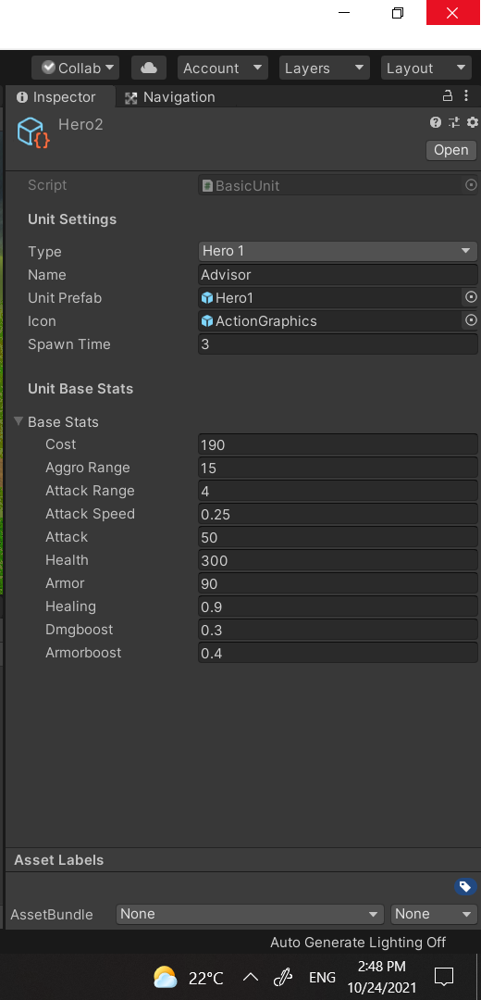 Collab
Account
Layers
Layout
Inspector
Navigation
Hero2
Open
Script
BasicUnit
Unit Settings
Type
Hero 1
Name
Advisor
Unit Prefab
Hero1
Icon
ActionGraphics
Spawn Time
3
Unit Base Stats
Base Stats
Cost
190
Aggro Range
15
Attack Range
4
Attack Speed
0.25
Attack
50
Health
300
Armor
90
Healing
0.9
Dmgboost
0.3
Armorboost
0.4
Asset Labels
AssetBundle
None
None
Auto Generate Lighting Off
22°C
ENG
2:48 PM
10/24/2021